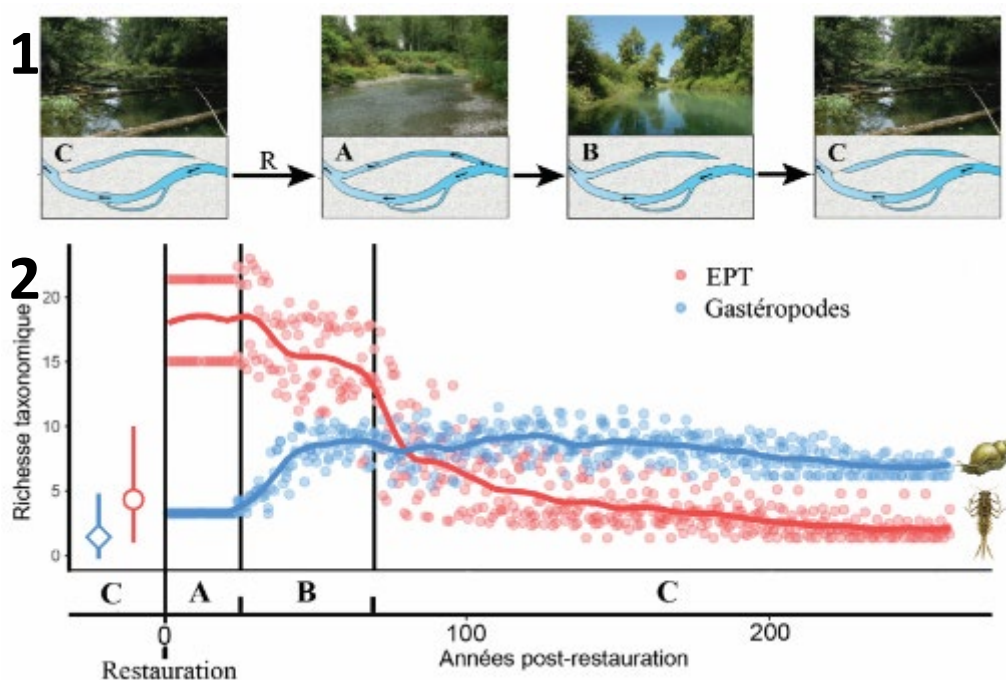 1
C
R
A
B
C
2
Richesse taxonomique
20
15
10
5
0
EPT
Gastéropodes
C
A
B
C
0
100
200
Restauration
Années post-restauration